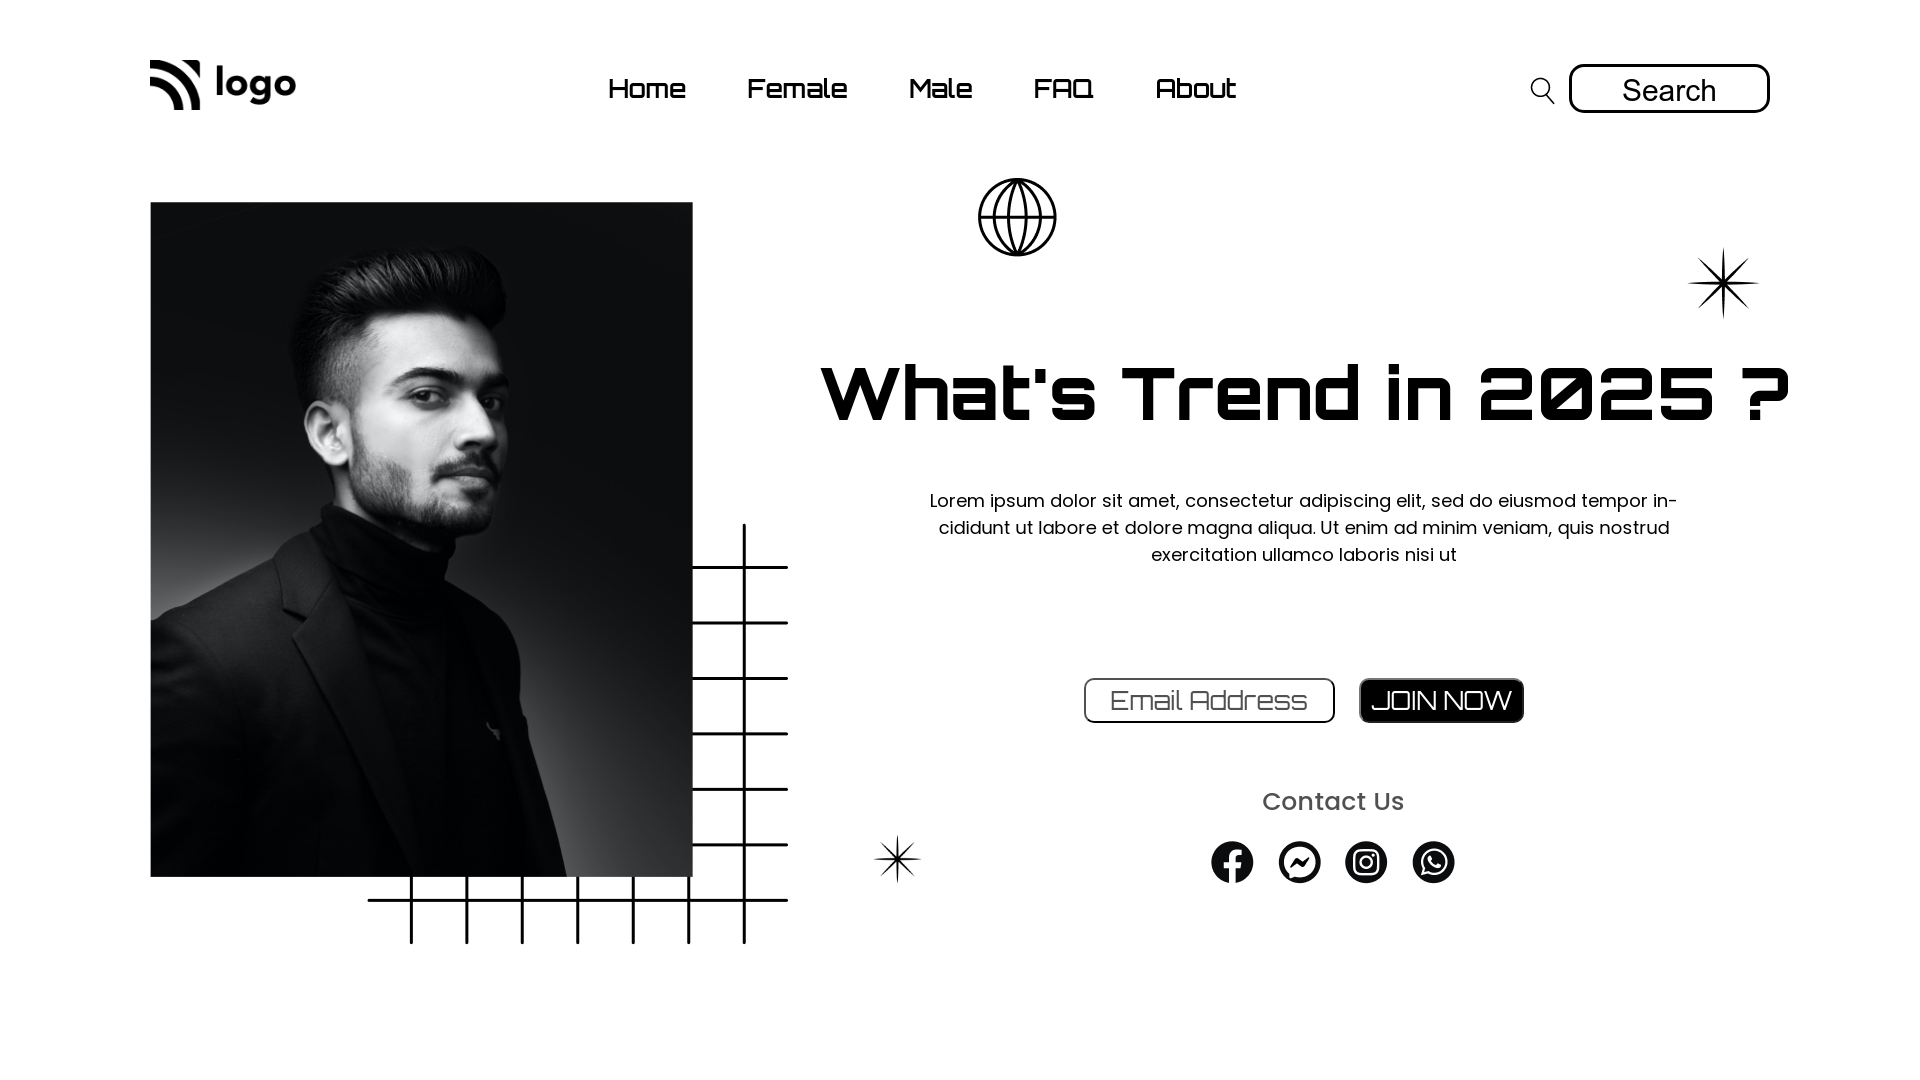 logo
Home Female Male FAQ About
Search
What's Trend in 2025 ?
Lorem ipsum dolor sit amet, consectetur adipiscing elit, sed do eiusmod tempor in-
cididunt ut labore et dolore magna aliqua. Ut enim ad minim veniam, quis nostrud
exercitation ullamco laboris nisi ut
Email Address JOIN NOW
Contact Us